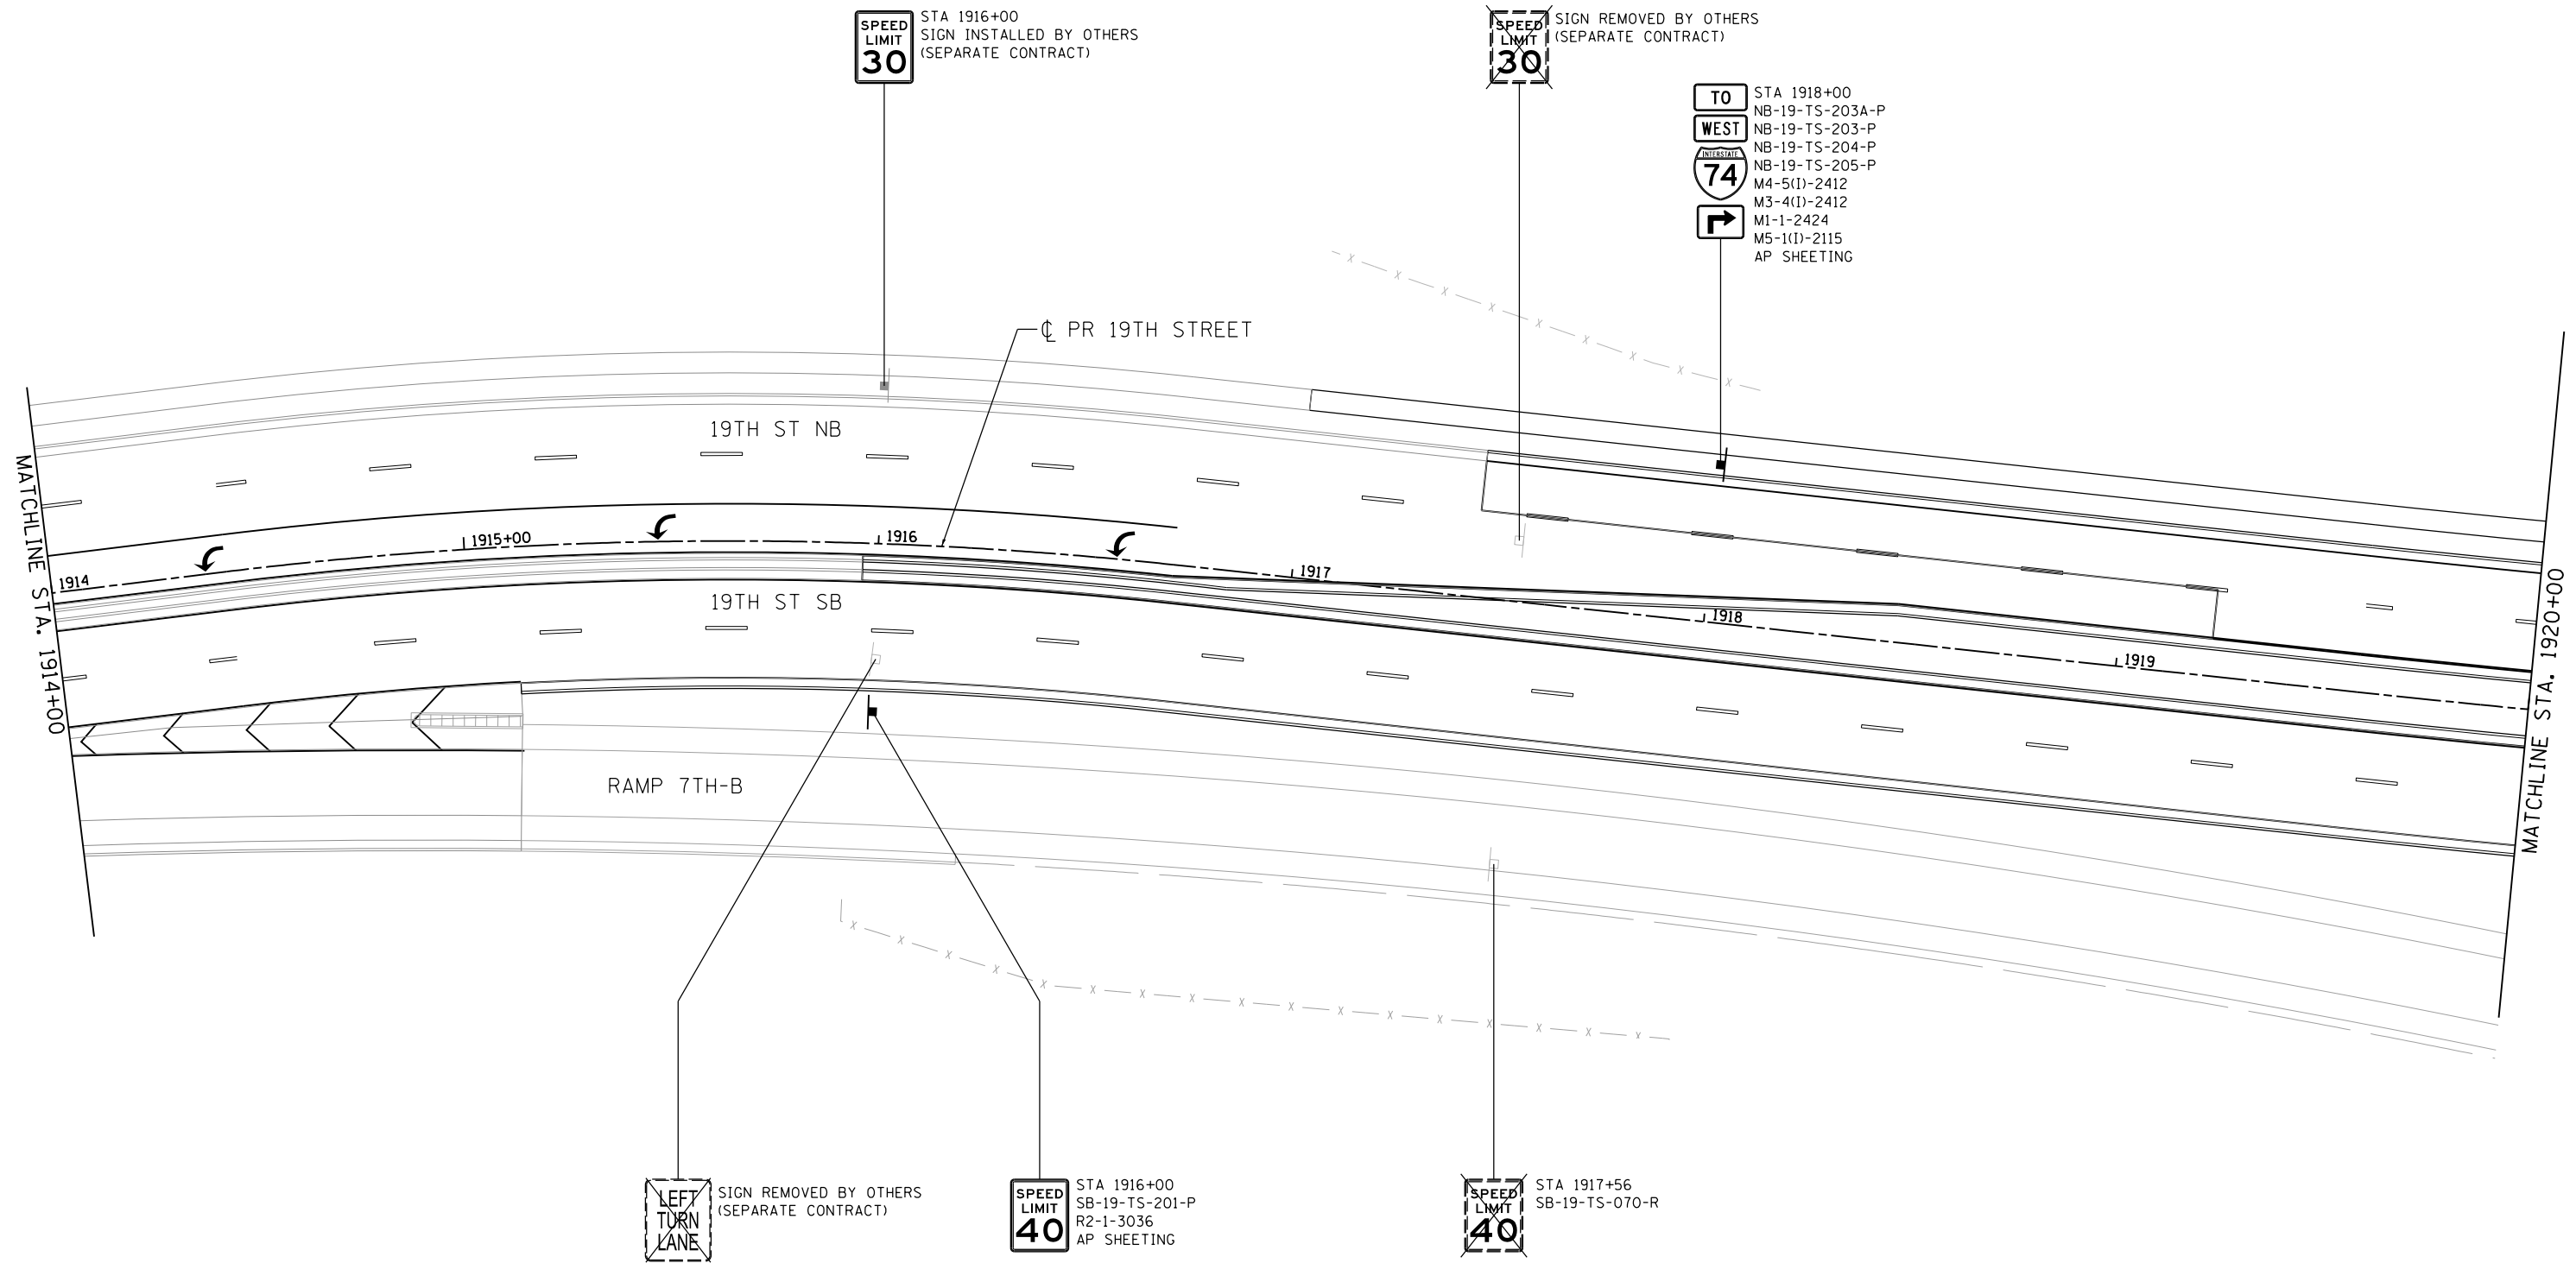 SPEED
LIMIT
30
STA 1916+00
SIGN INSTALLED BY OTHERS
(SEPARATE CONTRACT)
SPEED
LIMIT
30
SIGN REMOVED BY OTHERS
(SEPARATE CONTRACT)
TO
WEST
INTERSTATE
74
STA 1918+00
NB-19-TS-203A-P
NB-19-TS-203-P
NB-19-TS-204-P
NB-19-TS-205-P
M4-5(I)-2412
M3-4(I)-2412
M1-1-2424
M5-1(I)-2115
AP SHEETING
℄ PR 19TH STREET
19TH ST NB
MATCHLINE STA. 1914+00
1914
1915+00
1916
1917
1918
1919
MATCHLINE STA. 1920+00
19TH ST SB
RAMP 7TH-B
LEFT
TURN
LANE
SIGN REMOVED BY OTHERS
(SEPARATE CONTRACT)
SPEED
LIMIT
40
STA 1916+00
SB-19-TS-201-P
R2-1-3036
AP SHEETING
SPEED
LIMIT
40
STA 1917+56
SB-19-TS-070-R